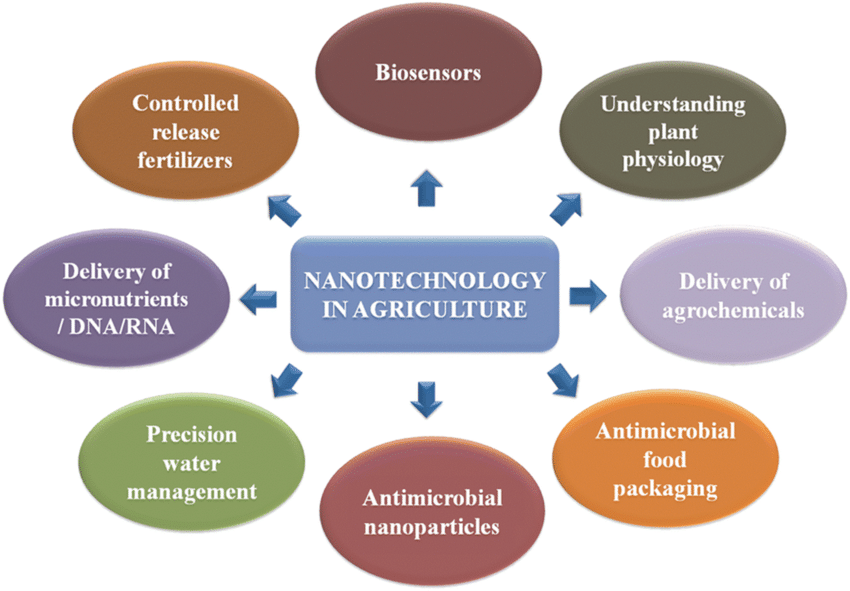 Biosensors
Controlled
release
fertilizers
Understanding
plant
physiology
NANOTECHNOLOGY
IN AGRICULTURE
Delivery of
micronutrients
/ DNA/RNA
Delivery of
agrochemicals
Precision
water
management
Antimicrobial
nanoparticles
Antimicrobial
food
packaging